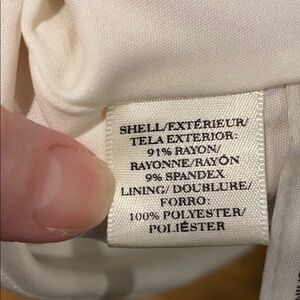 SHELL/EXTÉRIEUR/
TELA EXTERIOR:
91% RAYON/
RAYONNE/RAYÓN
9% SPANDEX
LINING/ DOUBLURE/
FORRO:
100% POLYESTER/
POLIÉSTER